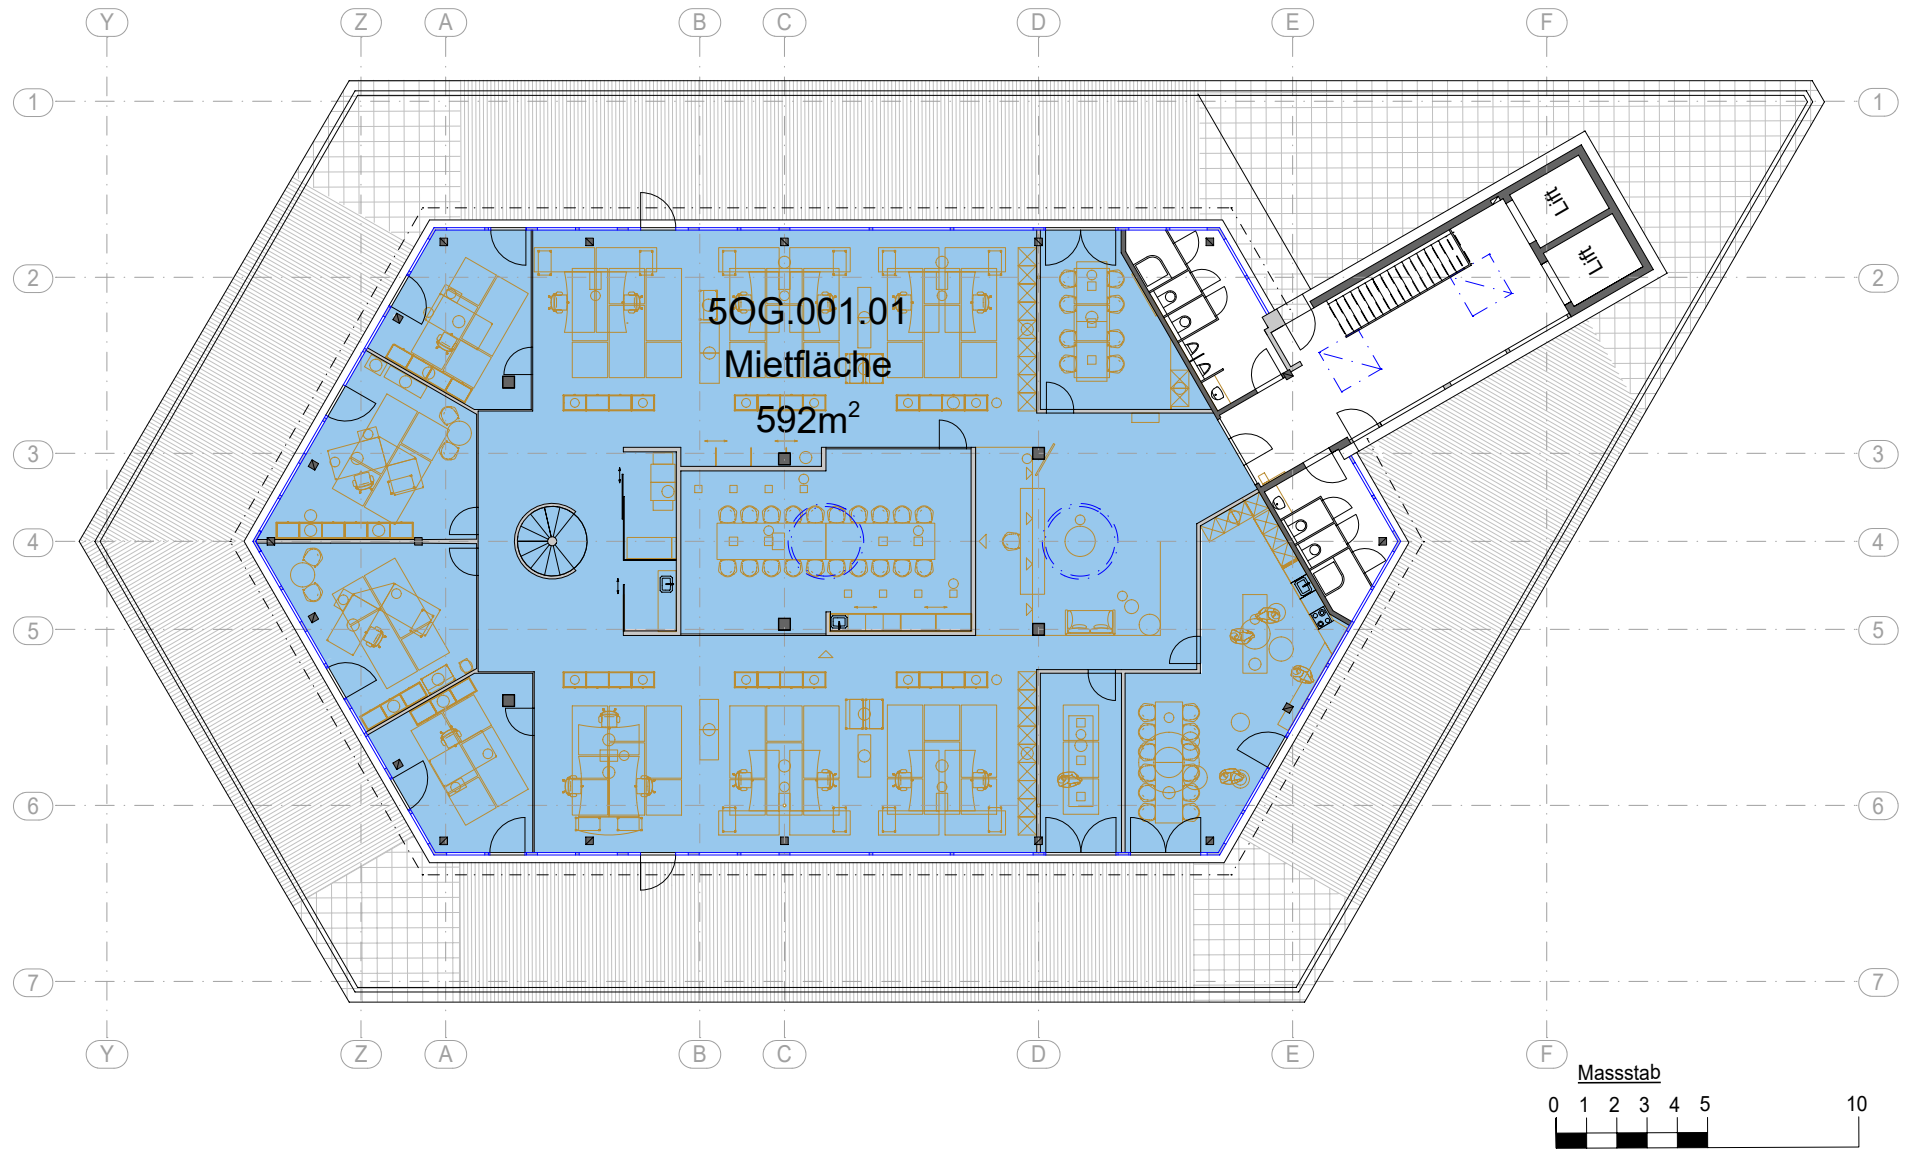 Y Z A B C D E F
1 1
Lift
Lift
2 2
5OG.001.01
Mietfläche
592m²
3 3
4 4
5 5
6 6
7 7
Y Z A B C D E F
Massstab
0 1 2 3 4 5 10